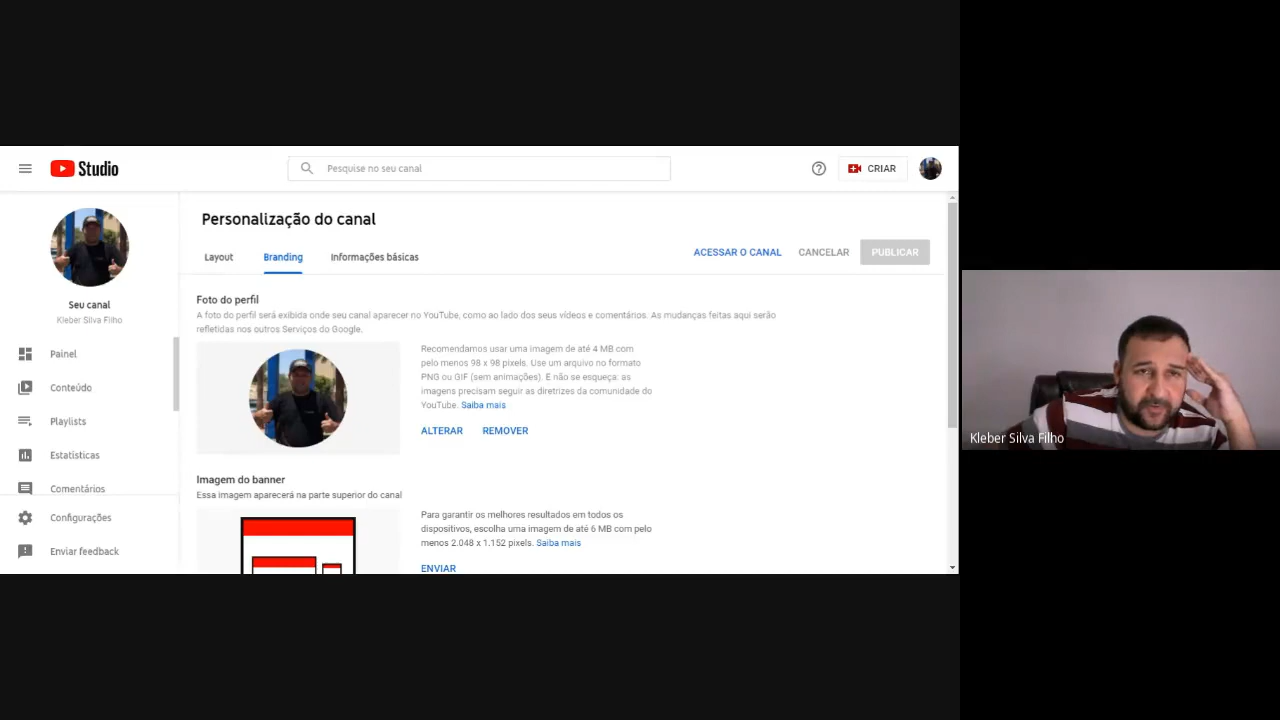 Studio
Pesquise no seu canal
CRIAR
Seu canal
Kleber Silva Filho
Painel
Conteúdo
Playlists
Estatísticas
Comentários
Configurações
Enviar feedback
Personalização do canal
Layout
Branding
Informações básicas
ACESSAR O CANAL
CANCELAR
PUBLICAR
Foto do perfil
A foto do perfil será exibida onde seu canal aparecer no YouTube, como ao lado dos seus vídeos e comentários. As mudanças feitas aqui serão
refletidas nos outros Serviços do Google.
Recomendamos usar uma imagem de até 4 MB com
pelo menos 98 x 98 pixels. Use um arquivo no formato
PNG ou GIF (sem animações). E não se esqueça: as
imagens precisam seguir as diretrizes da comunidade do
YouTube. Saiba mais
ALTERAR
REMOVER
Imagem do banner
Essa imagem aparecerá na parte superior do canal
Para garantir os melhores resultados em todos os
dispositivos, escolha uma imagem de até 6 MB com pelo
menos 2.048 x 1.152 pixels. Saiba mais
ENVIAR
Kleber Silva Filho